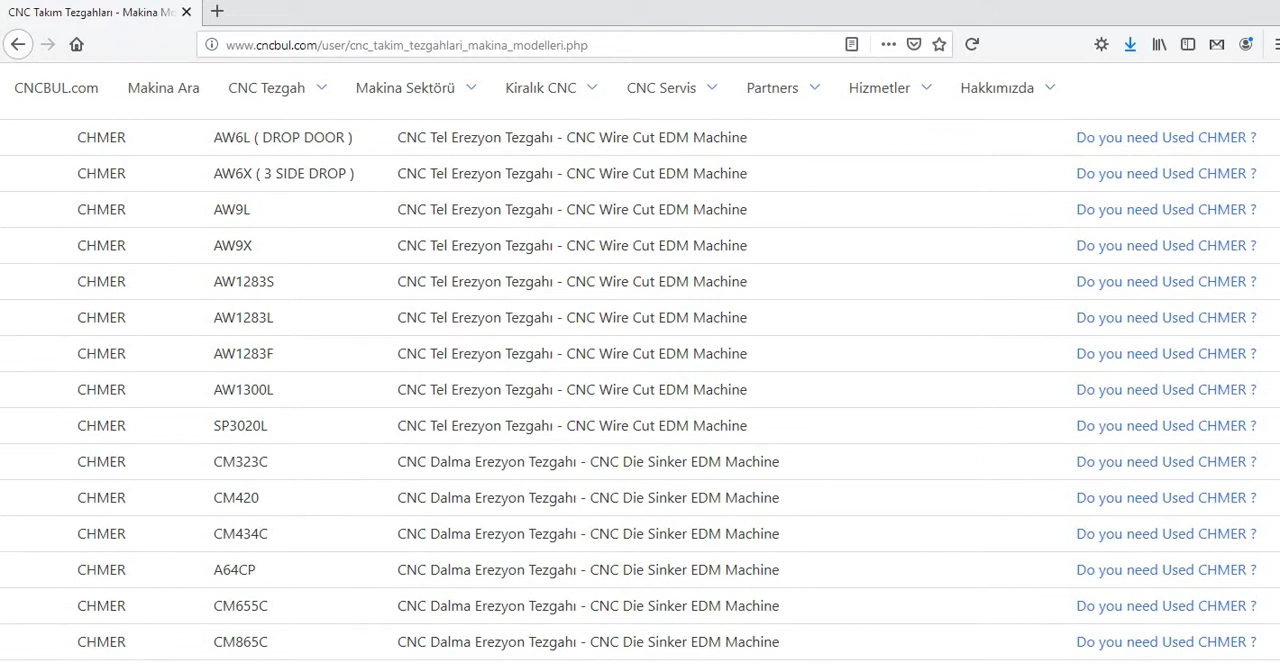 CNC Takım Tezgahları - Makina Mo
www.cncbul.com/user/cnc_takim_tezgahlari_makina_modelleri.php
CNCBUL.com Makina Ara CNC Tezgah Makina Sektörü Kiralık CNC CNC Servis Partners Hizmetler Hakkımızda
CHMER AW6L ( DROP DOOR ) CNC Tel Erezyon Tezgahı - CNC Wire Cut EDM Machine Do you need Used CHMER ?
CHMER AW6X ( 3 SIDE DROP ) CNC Tel Erezyon Tezgahı - CNC Wire Cut EDM Machine Do you need Used CHMER ?
CHMER AW9L CNC Tel Erezyon Tezgahı - CNC Wire Cut EDM Machine Do you need Used CHMER ?
CHMER AW9X CNC Tel Erezyon Tezgahı - CNC Wire Cut EDM Machine Do you need Used CHMER ?
CHMER AW1283S CNC Tel Erezyon Tezgahı - CNC Wire Cut EDM Machine Do you need Used CHMER ?
CHMER AW1283L CNC Tel Erezyon Tezgahı - CNC Wire Cut EDM Machine Do you need Used CHMER ?
CHMER AW1283F CNC Tel Erezyon Tezgahı - CNC Wire Cut EDM Machine Do you need Used CHMER ?
CHMER AW1300L CNC Tel Erezyon Tezgahı - CNC Wire Cut EDM Machine Do you need Used CHMER ?
CHMER SP3020L CNC Tel Erezyon Tezgahı - CNC Wire Cut EDM Machine Do you need Used CHMER ?
CHMER CM323C CNC Dalma Erezyon Tezgahı - CNC Die Sinker EDM Machine Do you need Used CHMER ?
CHMER CM420 CNC Dalma Erezyon Tezgahı - CNC Die Sinker EDM Machine Do you need Used CHMER ?
CHMER CM434C CNC Dalma Erezyon Tezgahı - CNC Die Sinker EDM Machine Do you need Used CHMER ?
CHMER A64CP CNC Dalma Erezyon Tezgahı - CNC Die Sinker EDM Machine Do you need Used CHMER ?
CHMER CM655C CNC Dalma Erezyon Tezgahı - CNC Die Sinker EDM Machine Do you need Used CHMER ?
CHMER CM865C CNC Dalma Erezyon Tezgahı - CNC Die Sinker EDM Machine Do you need Used CHMER ?